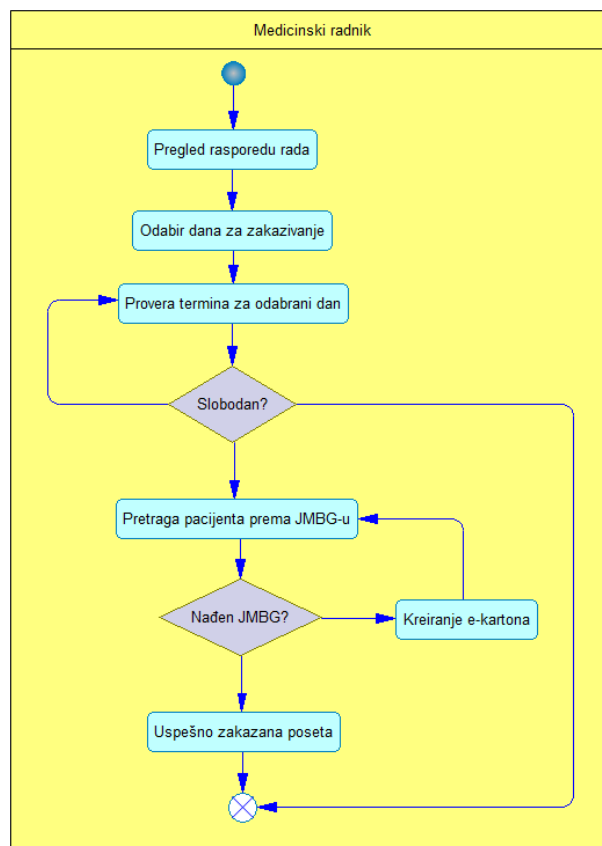 Medicinski radnik
Pregled rasporedu rada
Odabir dana za zakazivanje
Provera termina za odabrani dan
Slobodan?
Pretraga pacijenta prema JMBG-u
Nađen JMBG?
Kreiranje e-kartona
Uspešno zakazana poseta